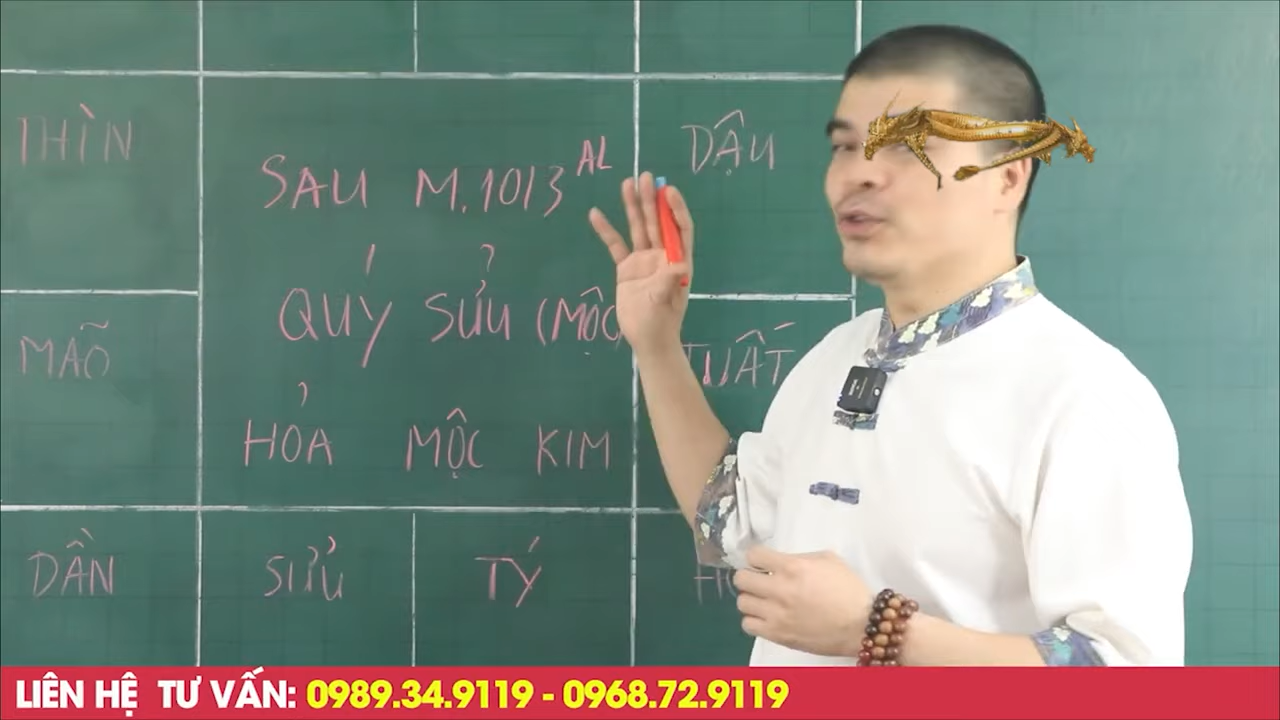 THÌN
DẬU
SAU M.1013 AL
QUÝ SỬU (MỘC
MÃO
TUẤT
HỎA MỘC KIM
DẦN
SỬU
TÝ
LIÊN HỆ TƯ VẤN: 0989.34.9119 - 0968.72.9119